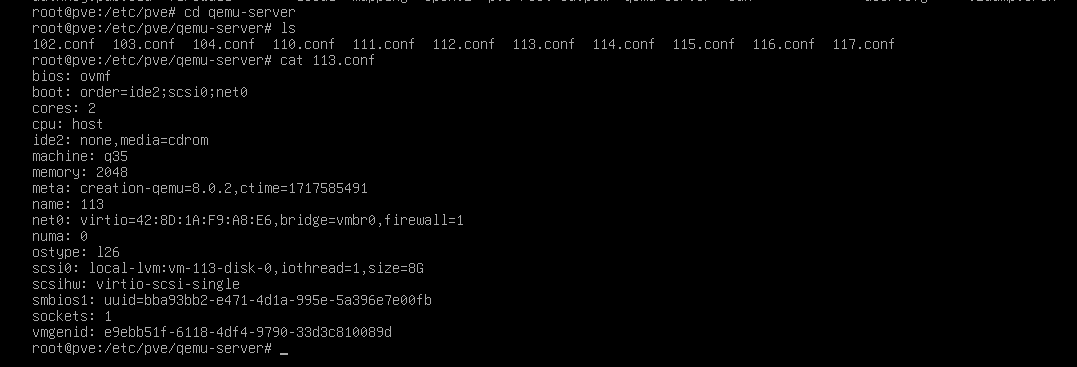 root@pve:/etc/pve# cd qemu-server
root@pve:/etc/pve/qemu-server# ls
102.conf  103.conf  104.conf  110.conf  111.conf  112.conf  113.conf  114.conf  115.conf  116.conf  117.conf
root@pve:/etc/pve/qemu-server# cat 113.conf
bios: ovmf
boot: order=ide2;scsi0;net0
cores: 2
cpu: host
ide2: none,media=cdrom
machine: q35
memory: 2048
meta: creation-qemu=8.0.2,ctime=1717585491
name: 113
net0: virtio=42:8D:1A:F9:A8:E6,bridge=vmbr0,firewall=1
numa: 0
ostype: l26
scsi0: local-lvm:vm-113-disk-0,iothread=1,size=8G
scsihw: virtio-scsi-single
smbios1: uuid=bba93bb2-e471-4d1a-995e-5a396e7e00fb
sockets: 1
vmgenid: e9ebb51f-6118-4df4-9790-33d3c810089d
root@pve:/etc/pve/qemu-server# _